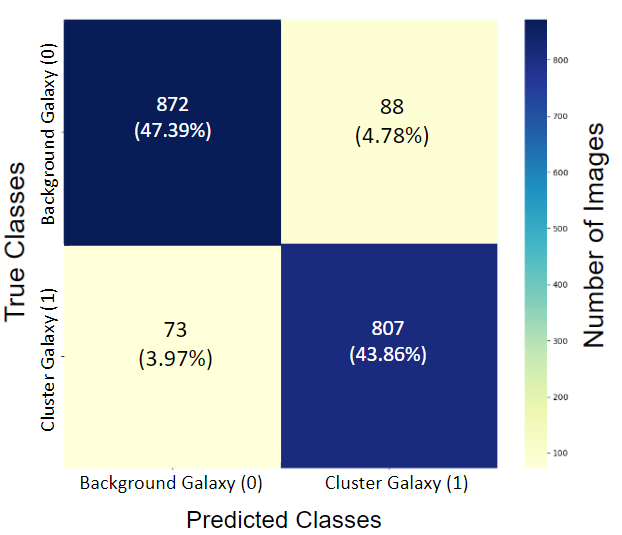 True Classes
Background Galaxy (0)
Cluster Galaxy (1)
872
(47.39%)
88
(4.78%)
73
(3.97%)
807
(43.86%)
Background Galaxy (0)
Cluster Galaxy (1)
Predicted Classes
800
700
600
500
400
300
200
100
Number of Images